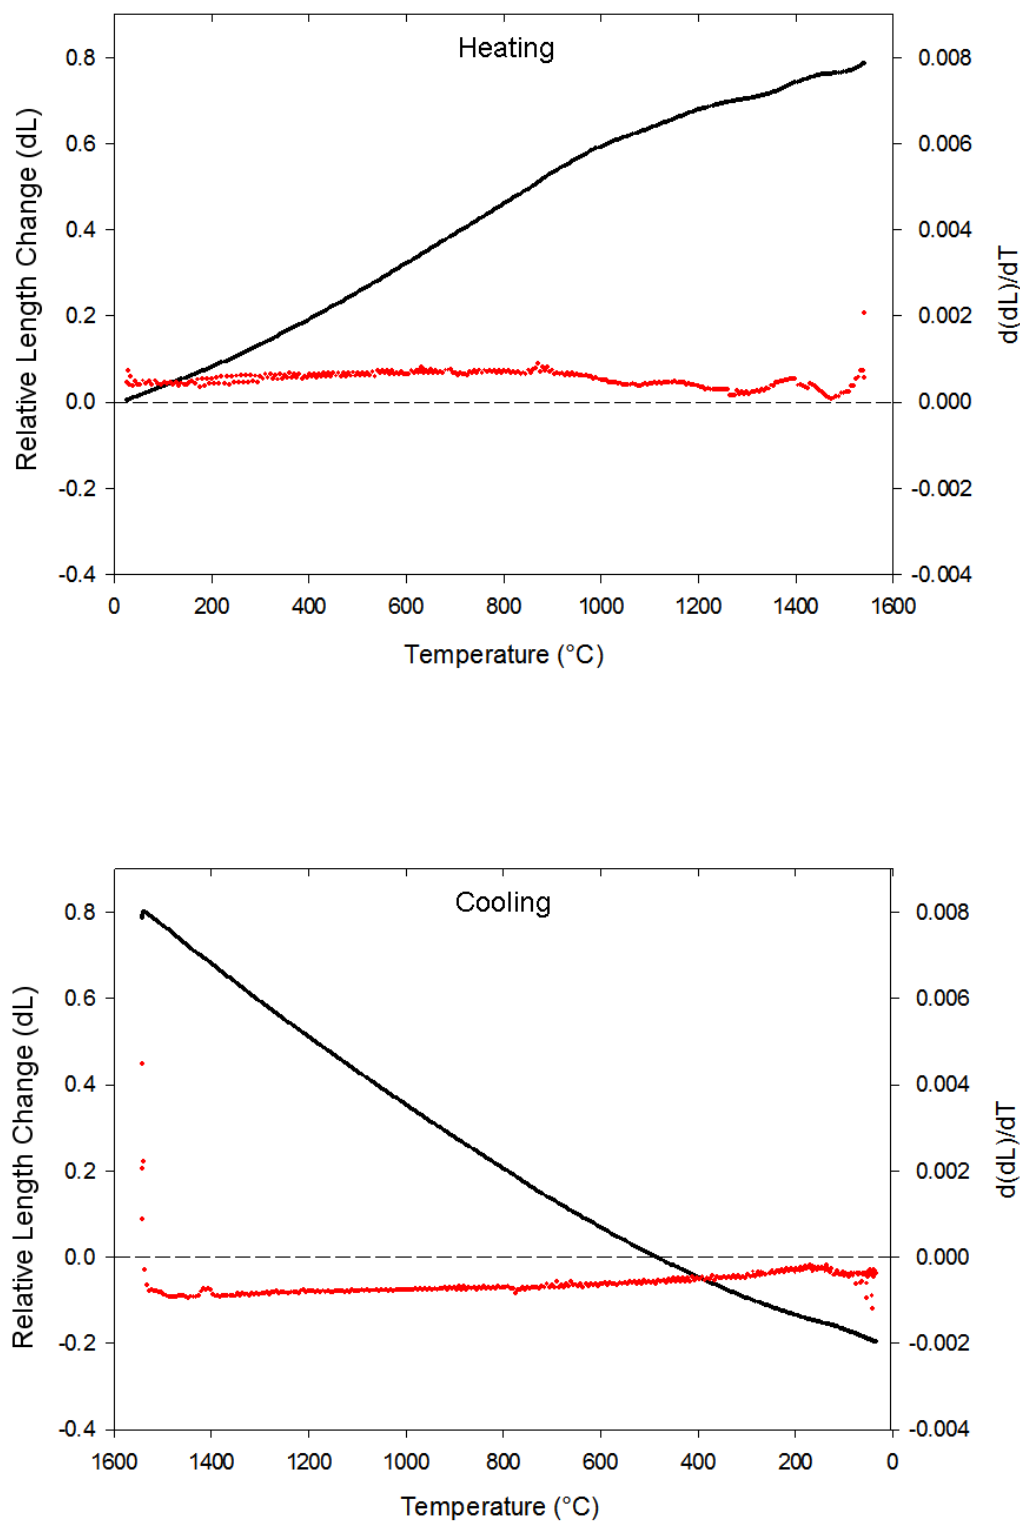 Heating
0.8
0.6
0.4
0.2
0.0
-0.2
-0.4
Relative Length Change (dL)
0.008
0.006
0.004
0.002
0.000
-0.002
-0.004
d(dL)/dT
0 200 400 600 800 1000 1200 1400 1600
Temperature (°C)
Cooling
0.8
0.6
0.4
0.2
0.0
-0.2
-0.4
Relative Length Change (dL)
0.008
0.006
0.004
0.002
0.000
-0.002
-0.004
d(dL)/dT
1600 1400 1200 1000 800 600 400 200 0
Temperature (°C)